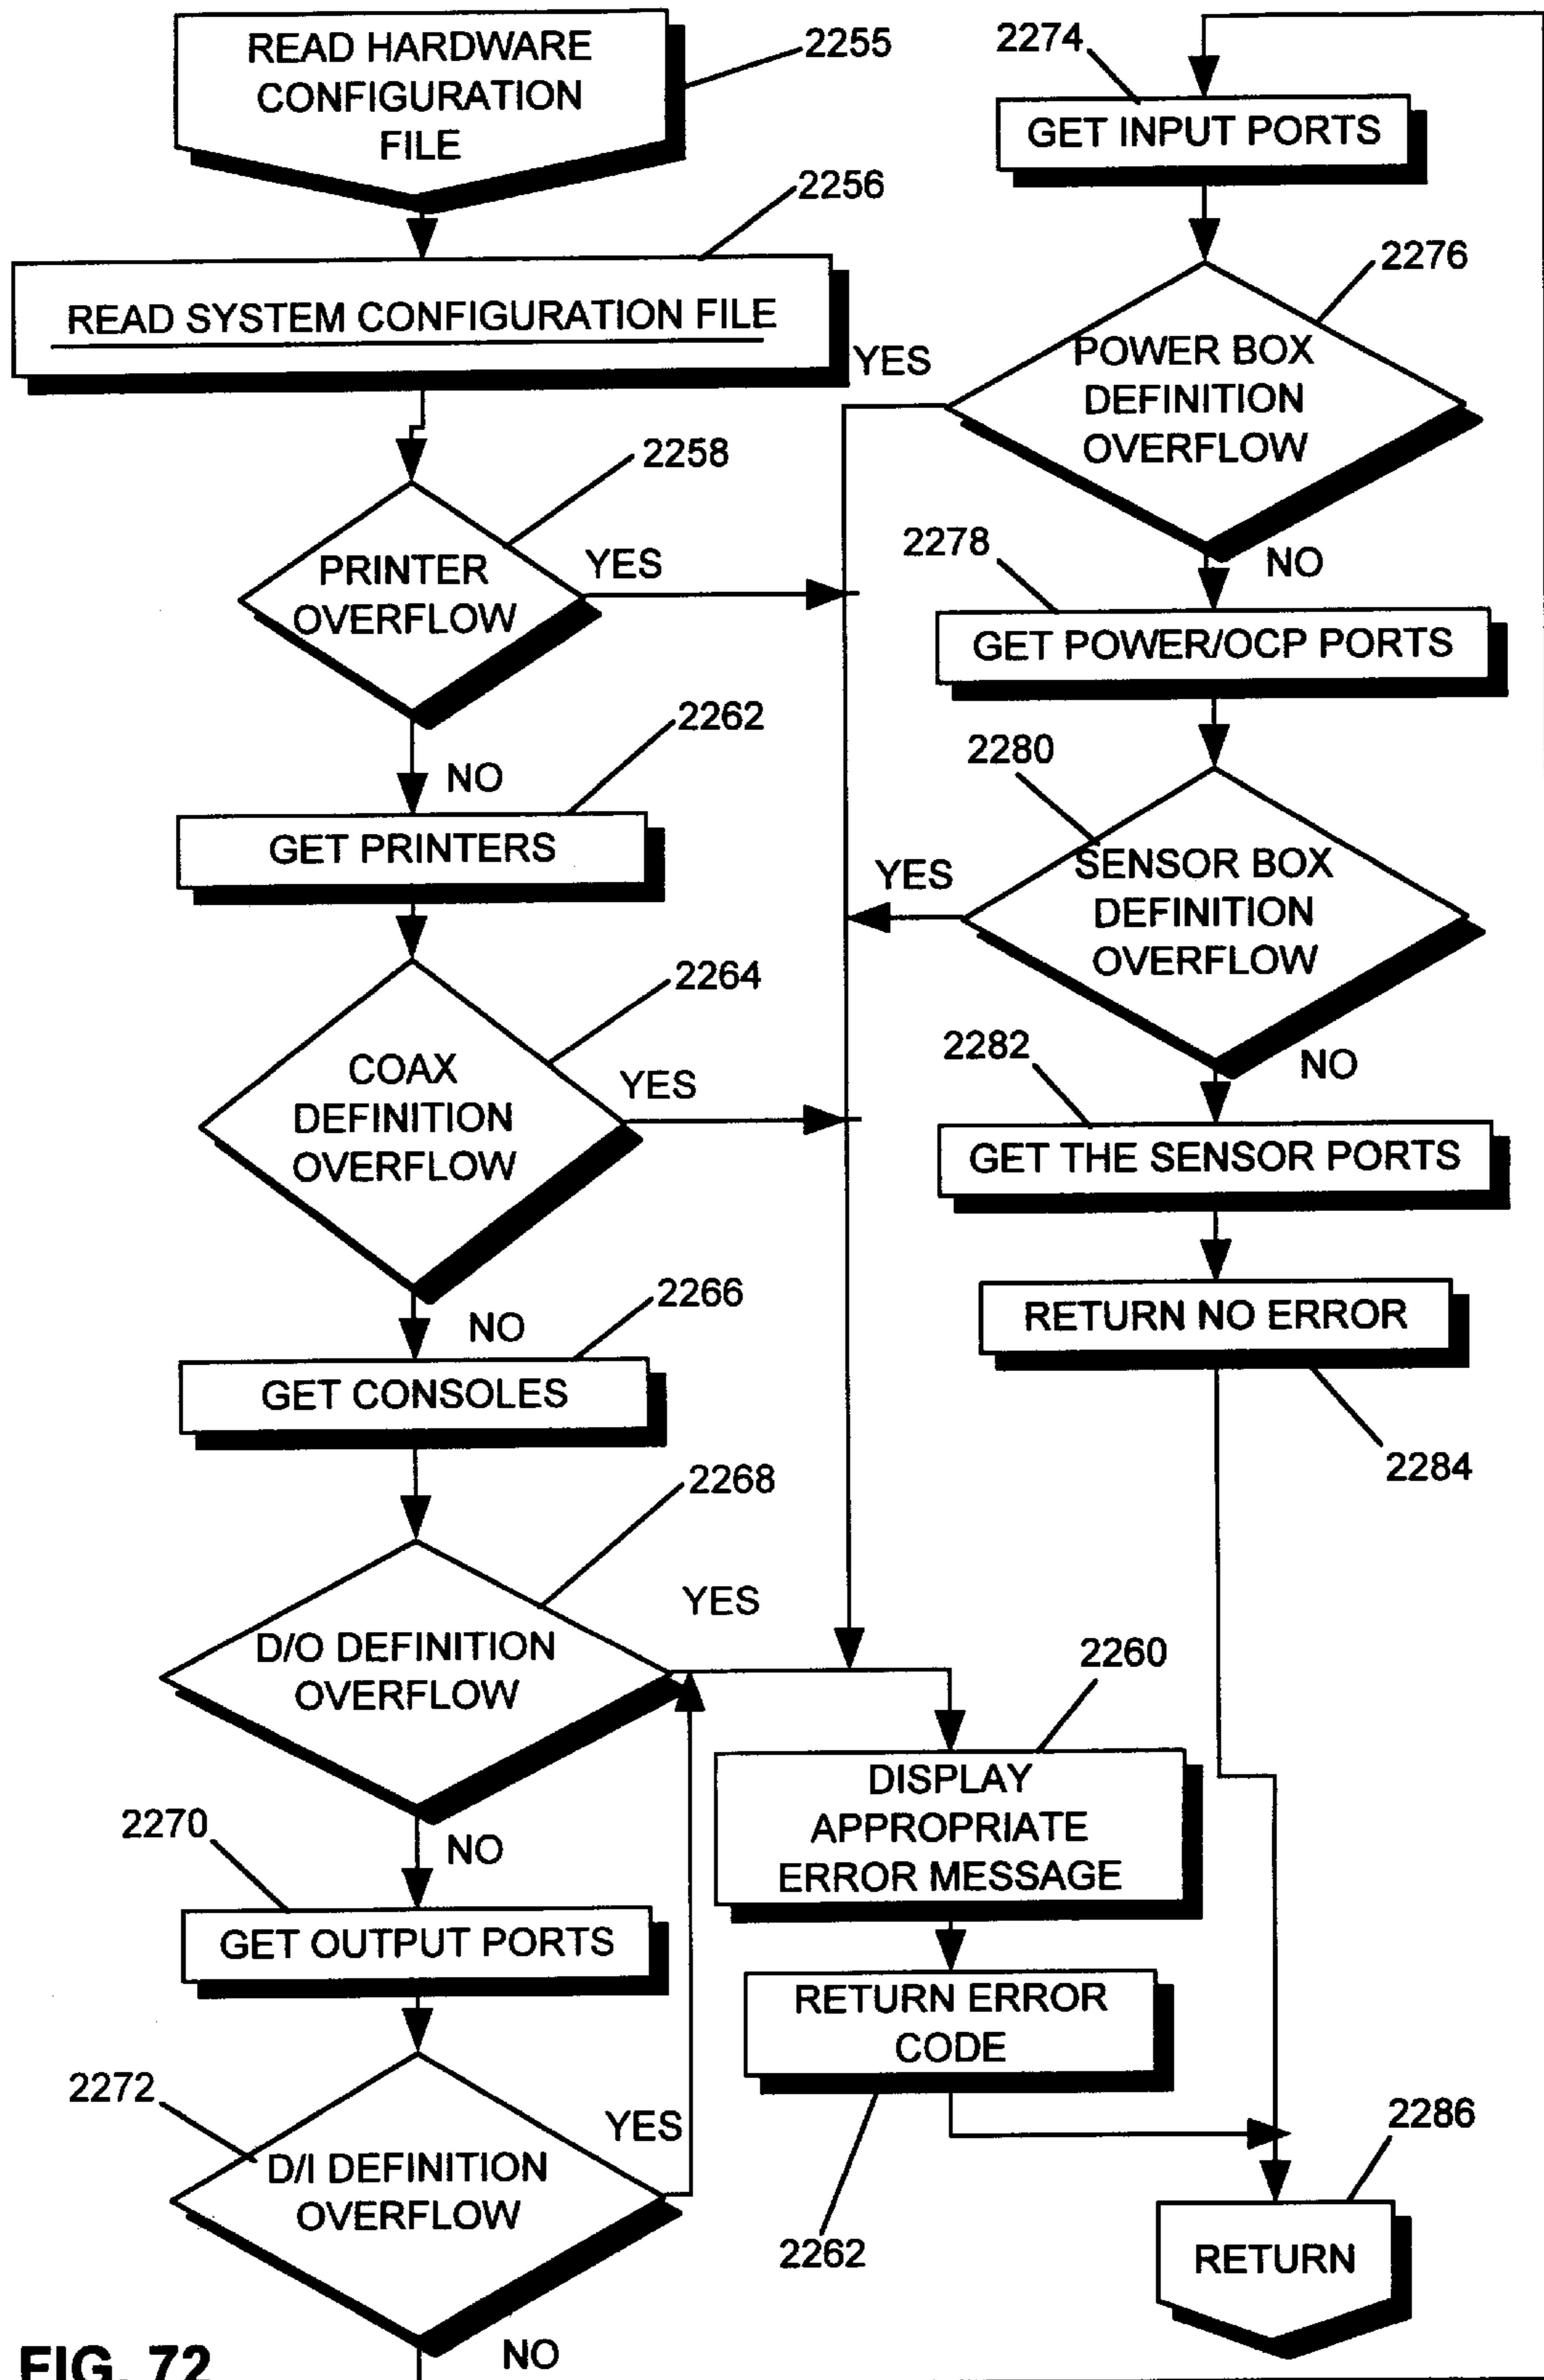 READ HARDWARE
CONFIGURATION
FILE
2255
2256
READ SYSTEM CONFIGURATION FILE
2258
PRINTER
OVERFLOW
YES
NO
2262
GET PRINTERS
2264
COAX
DEFINITION
OVERFLOW
YES
NO
2266
GET CONSOLES
2268
D/O DEFINITION
OVERFLOW
YES
NO
2270
GET OUTPUT PORTS
2272
D/I DEFINITION
OVERFLOW
YES
NO
2274
GET INPUT PORTS
2276
POWER BOX
DEFINITION
OVERFLOW
YES
NO
2278
GET POWER/OCP PORTS
2280
SENSOR BOX
DEFINITION
OVERFLOW
YES
NO
2282
GET THE SENSOR PORTS
RETURN NO ERROR
2284
2260
DISPLAY
APPROPRIATE
ERROR MESSAGE
RETURN ERROR
CODE
2262
2286
RETURN
FIG. 72